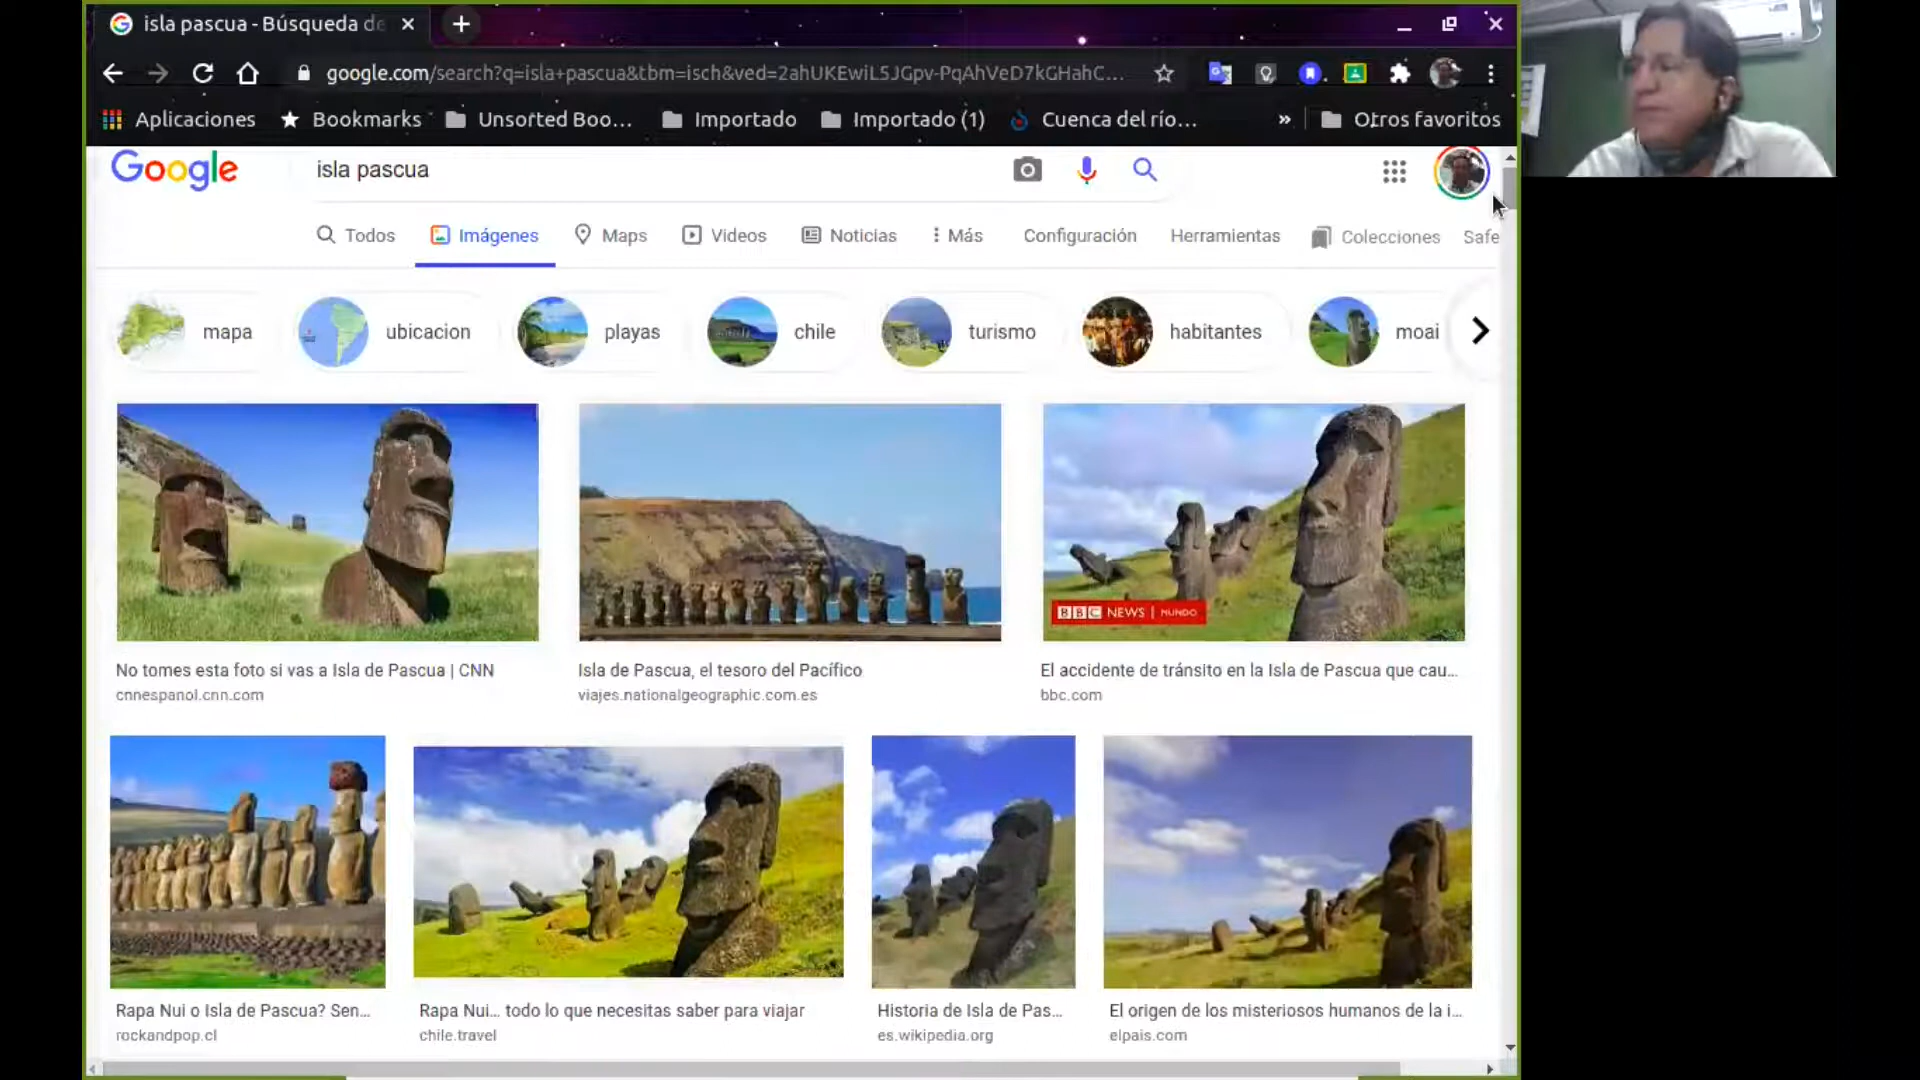 isla pascua - Búsqueda de
google.com/search?q=isla+pascua&tbm=isch&ved=2ahUKEwiL5JGpv-PqAhVeD7kGHahC...
Aplicaciones Bookmarks Unsorted Boo... Importado Importado (1) Cuenca del río... » Otros favoritos
Google isla pascua
Todos Imágenes Maps Videos Noticias Más Configuración Herramientas Colecciones Safe
mapa ubicacion playas chile turismo habitantes moai
BBC NEWS | MUNDO
No tomes esta foto si vas a Isla de Pascua | CNN
cnnespanol.cnn.com
Isla de Pascua, el tesoro del Pacífico
viajes.nationalgeographic.com.es
El accidente de tránsito en la Isla de Pascua que cau...
bbc.com
Rapa Nui o Isla de Pascua? Sen...
rockandpop.cl
Rapa Nui... todo lo que necesitas saber para viajar
chile.travel
Historia de Isla de Pas...
es.wikipedia.org
El origen de los misteriosos humanos de la i...
elpais.com